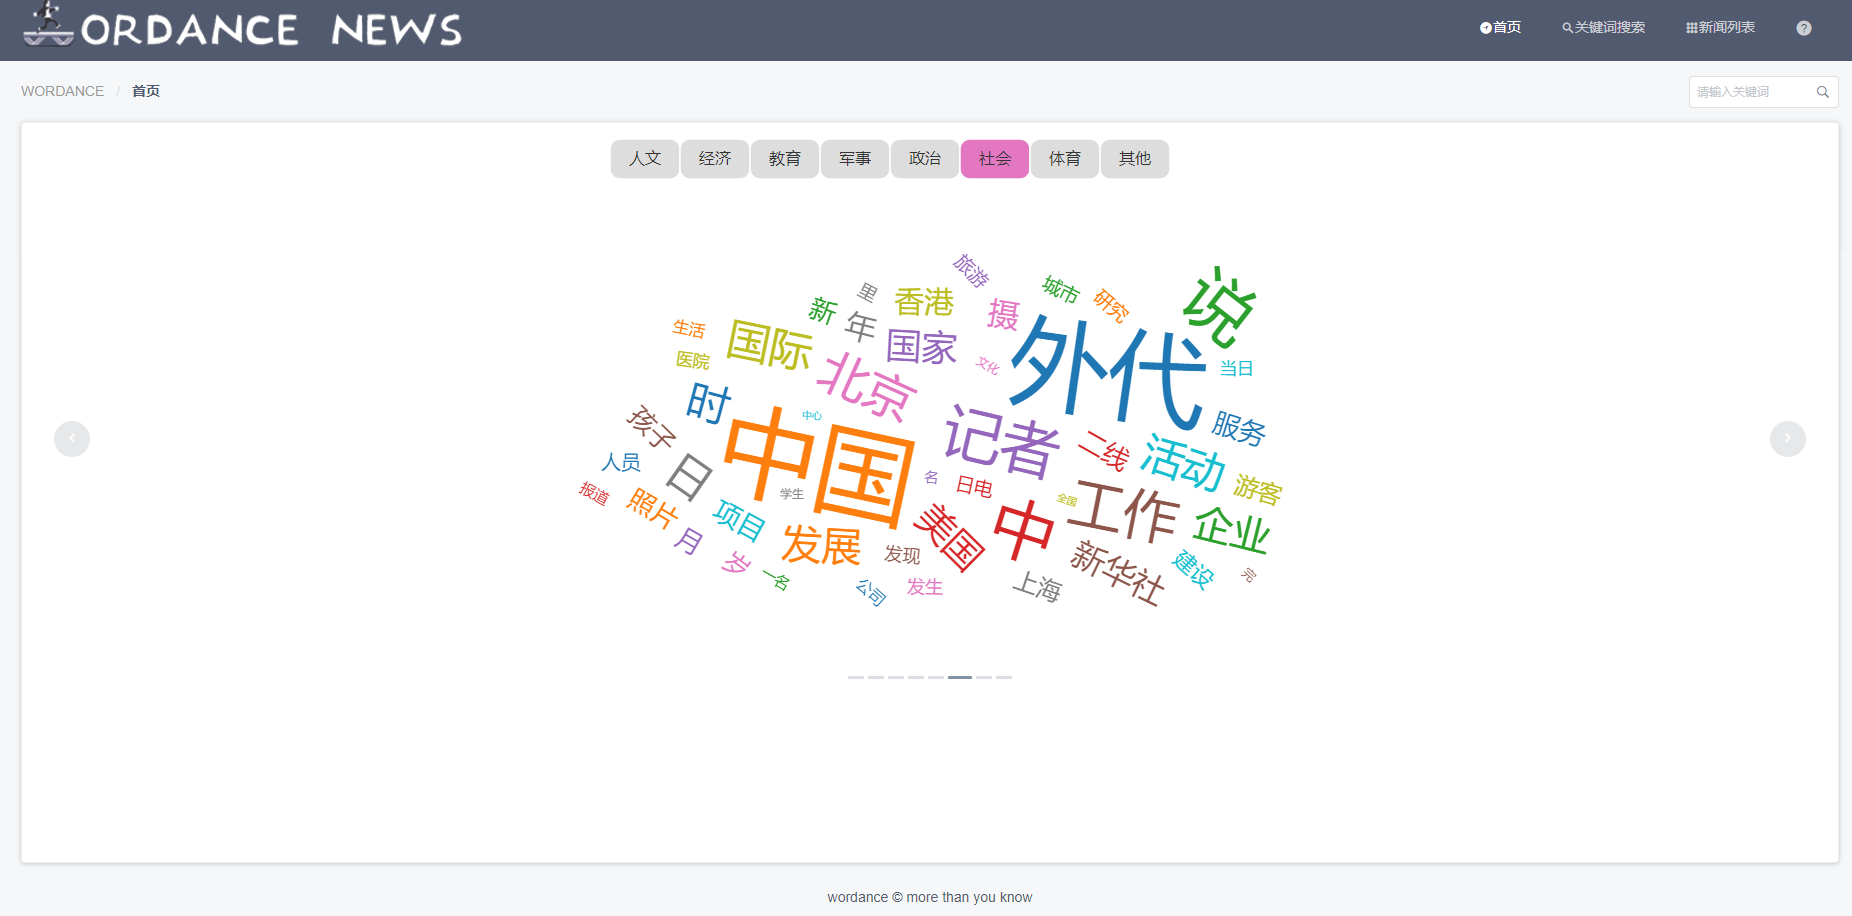 ORDANCE NEWS
首页
关键词搜索
新闻列表
?
WORDANCE / 首页
请输入关键词
人文 经济 教育 军事 政治 社会 体育 其他
旅游
里
香港
城市
研究
说
新
年
摄
生活
国际
国家
外代
医院
北京
文化
当日
时
中心
孩子
中国
记者
二线
服务
活动
人员
日
学生
名
日电
全国
游客
报道
照片
项目
美国
中
工作
企业
月
发展
发现
新华社
建设
完
岁
一名
公司
发生
上海
wordance © more than you know